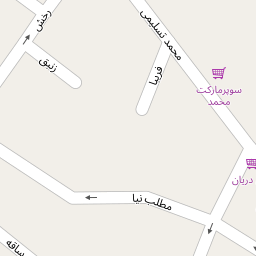 رخش
محمد تسلیمی
زنبق
فریبا
سوپرمارکت
محمد
دریان
مطلب نیا
ساقه